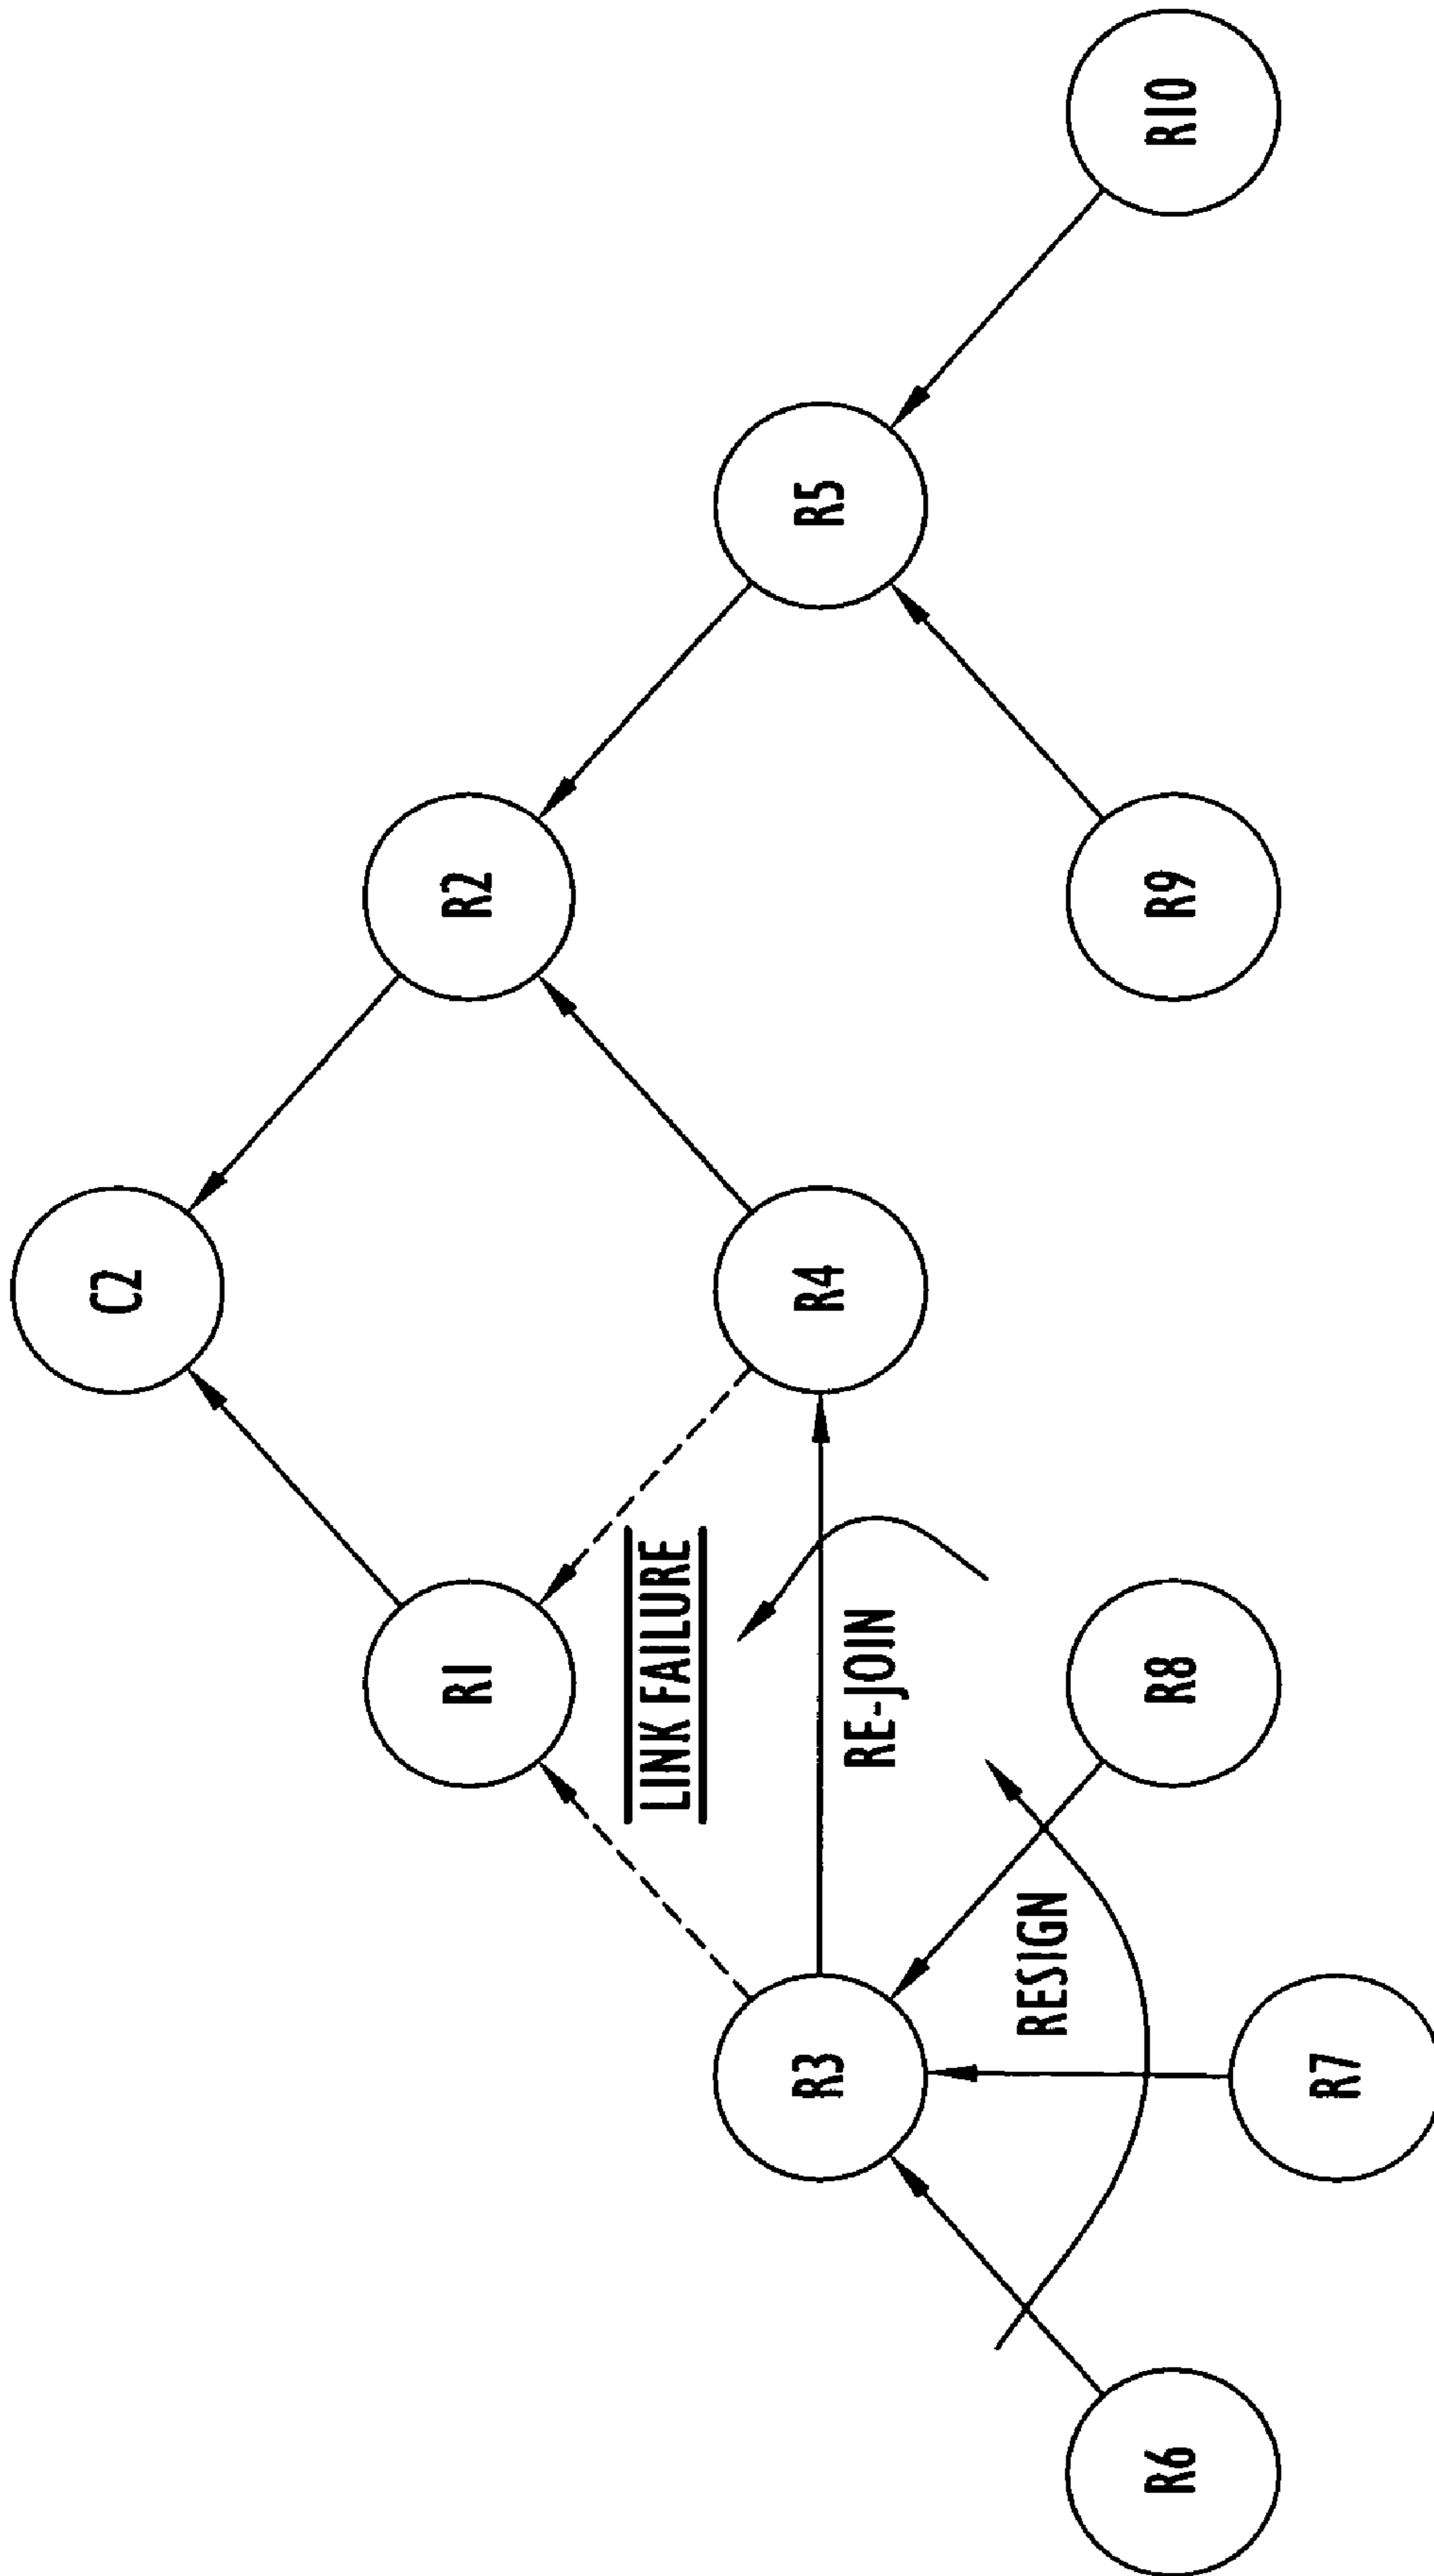 C2
R1
R2
LINK FAILURE
R3
R4
R5
RE-JOIN
RESIGN
R6
R8
R9
R10
R7